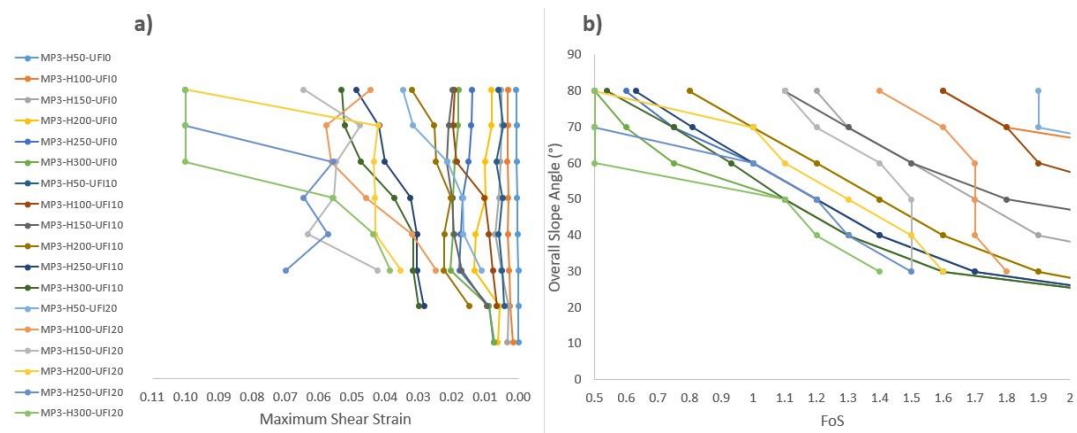 a)
b)
MP3-H50-UFI0
MP3-H100-UFI0
MP3-H150-UFI0
MP3-H200-UFI0
MP3-H250-UFI0
MP3-H300-UFI0
MP3-H50-UFI10
MP3-H100-UFI10
MP3-H150-UFI10
MP3-H200-UFI10
MP3-H250-UFI10
MP3-H300-UFI10
MP3-H50-UFI20
MP3-H100-UFI20
MP3-H150-UFI20
MP3-H200-UFI20
MP3-H250-UFI20
MP3-H300-UFI20
0.11 0.10 0.09 0.08 0.07 0.06 0.05 0.04 0.03 0.02 0.01 0.00
Maximum Shear Strain
Overall Slope Angle (°)
90
80
70
60
50
40
30
20
10
0
0.5 0.6 0.7 0.8 0.9 1 1.1 1.2 1.3 1.4 1.5 1.6 1.7 1.8 1.9 2
FoS